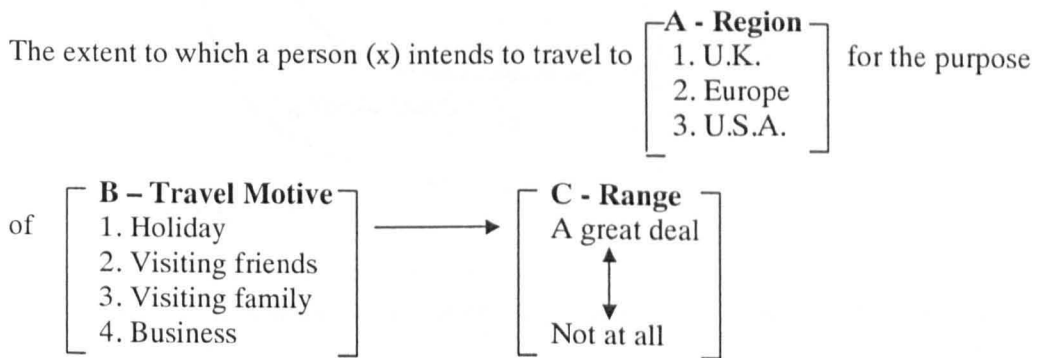 A - Region
The extent to which a person (x) intends to travel to 1. U.K. for the purpose
2. Europe
3. U.S.A.
B – Travel Motive C - Range
of 1. Holiday A great deal
2. Visiting friends
3. Visiting family
4. Business Not at all